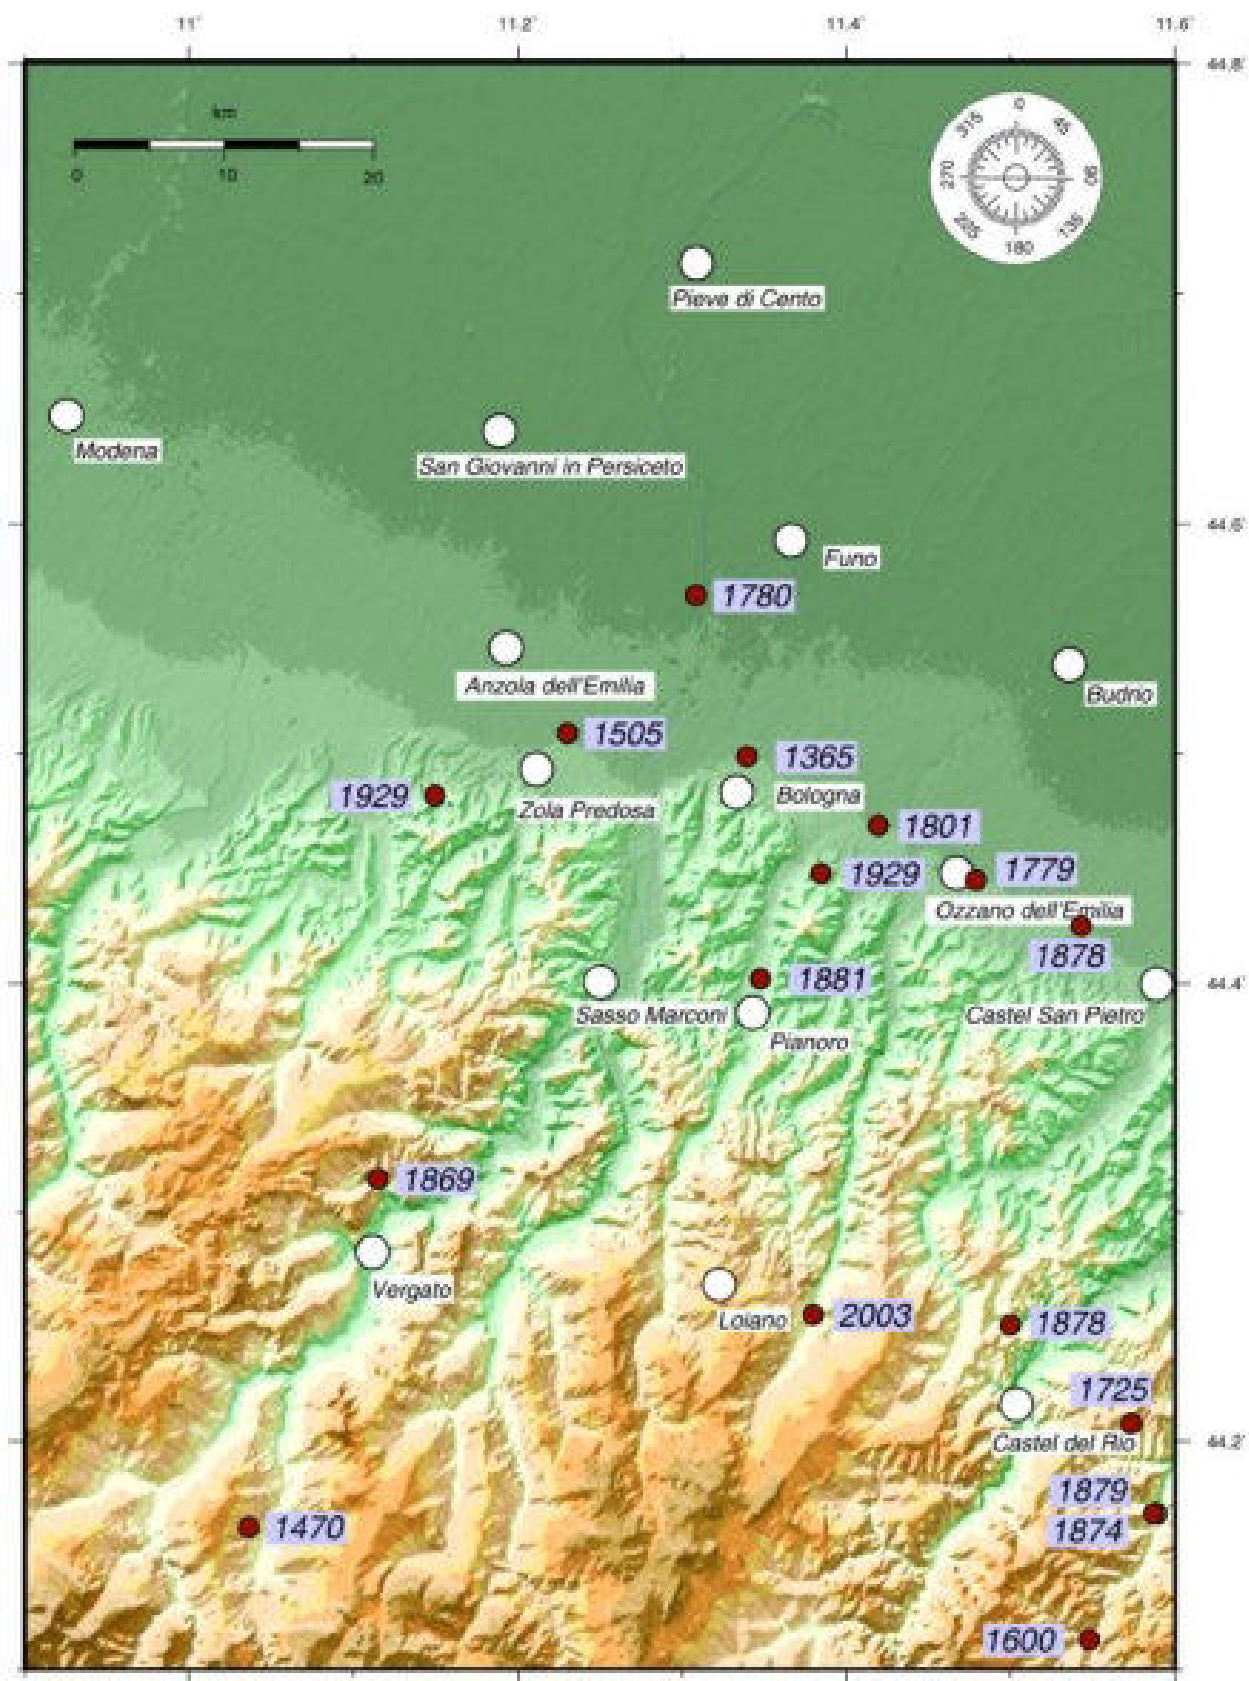 11° 11.2° 11.4° 11.6°
44.8°
km
0 10 20
0
45
90
135
180
225
270
315
Pieve di Cento
Modena
San Giovanni in Persiceto
44.6°
Funo
1780
Anzola dell'Emilia
Budrio
1505
1365
1929
Zola Predosa
Bologna
1801
1929
1779
Ozzano dell'Emilia
1878
1881
44.4°
Sasso Marconi
Castel San Pietro
Pianoro
1869
Vergato
Loiano
2003
1878
1725
44.2°
Castel del Rio
1879
1874
1470
1600